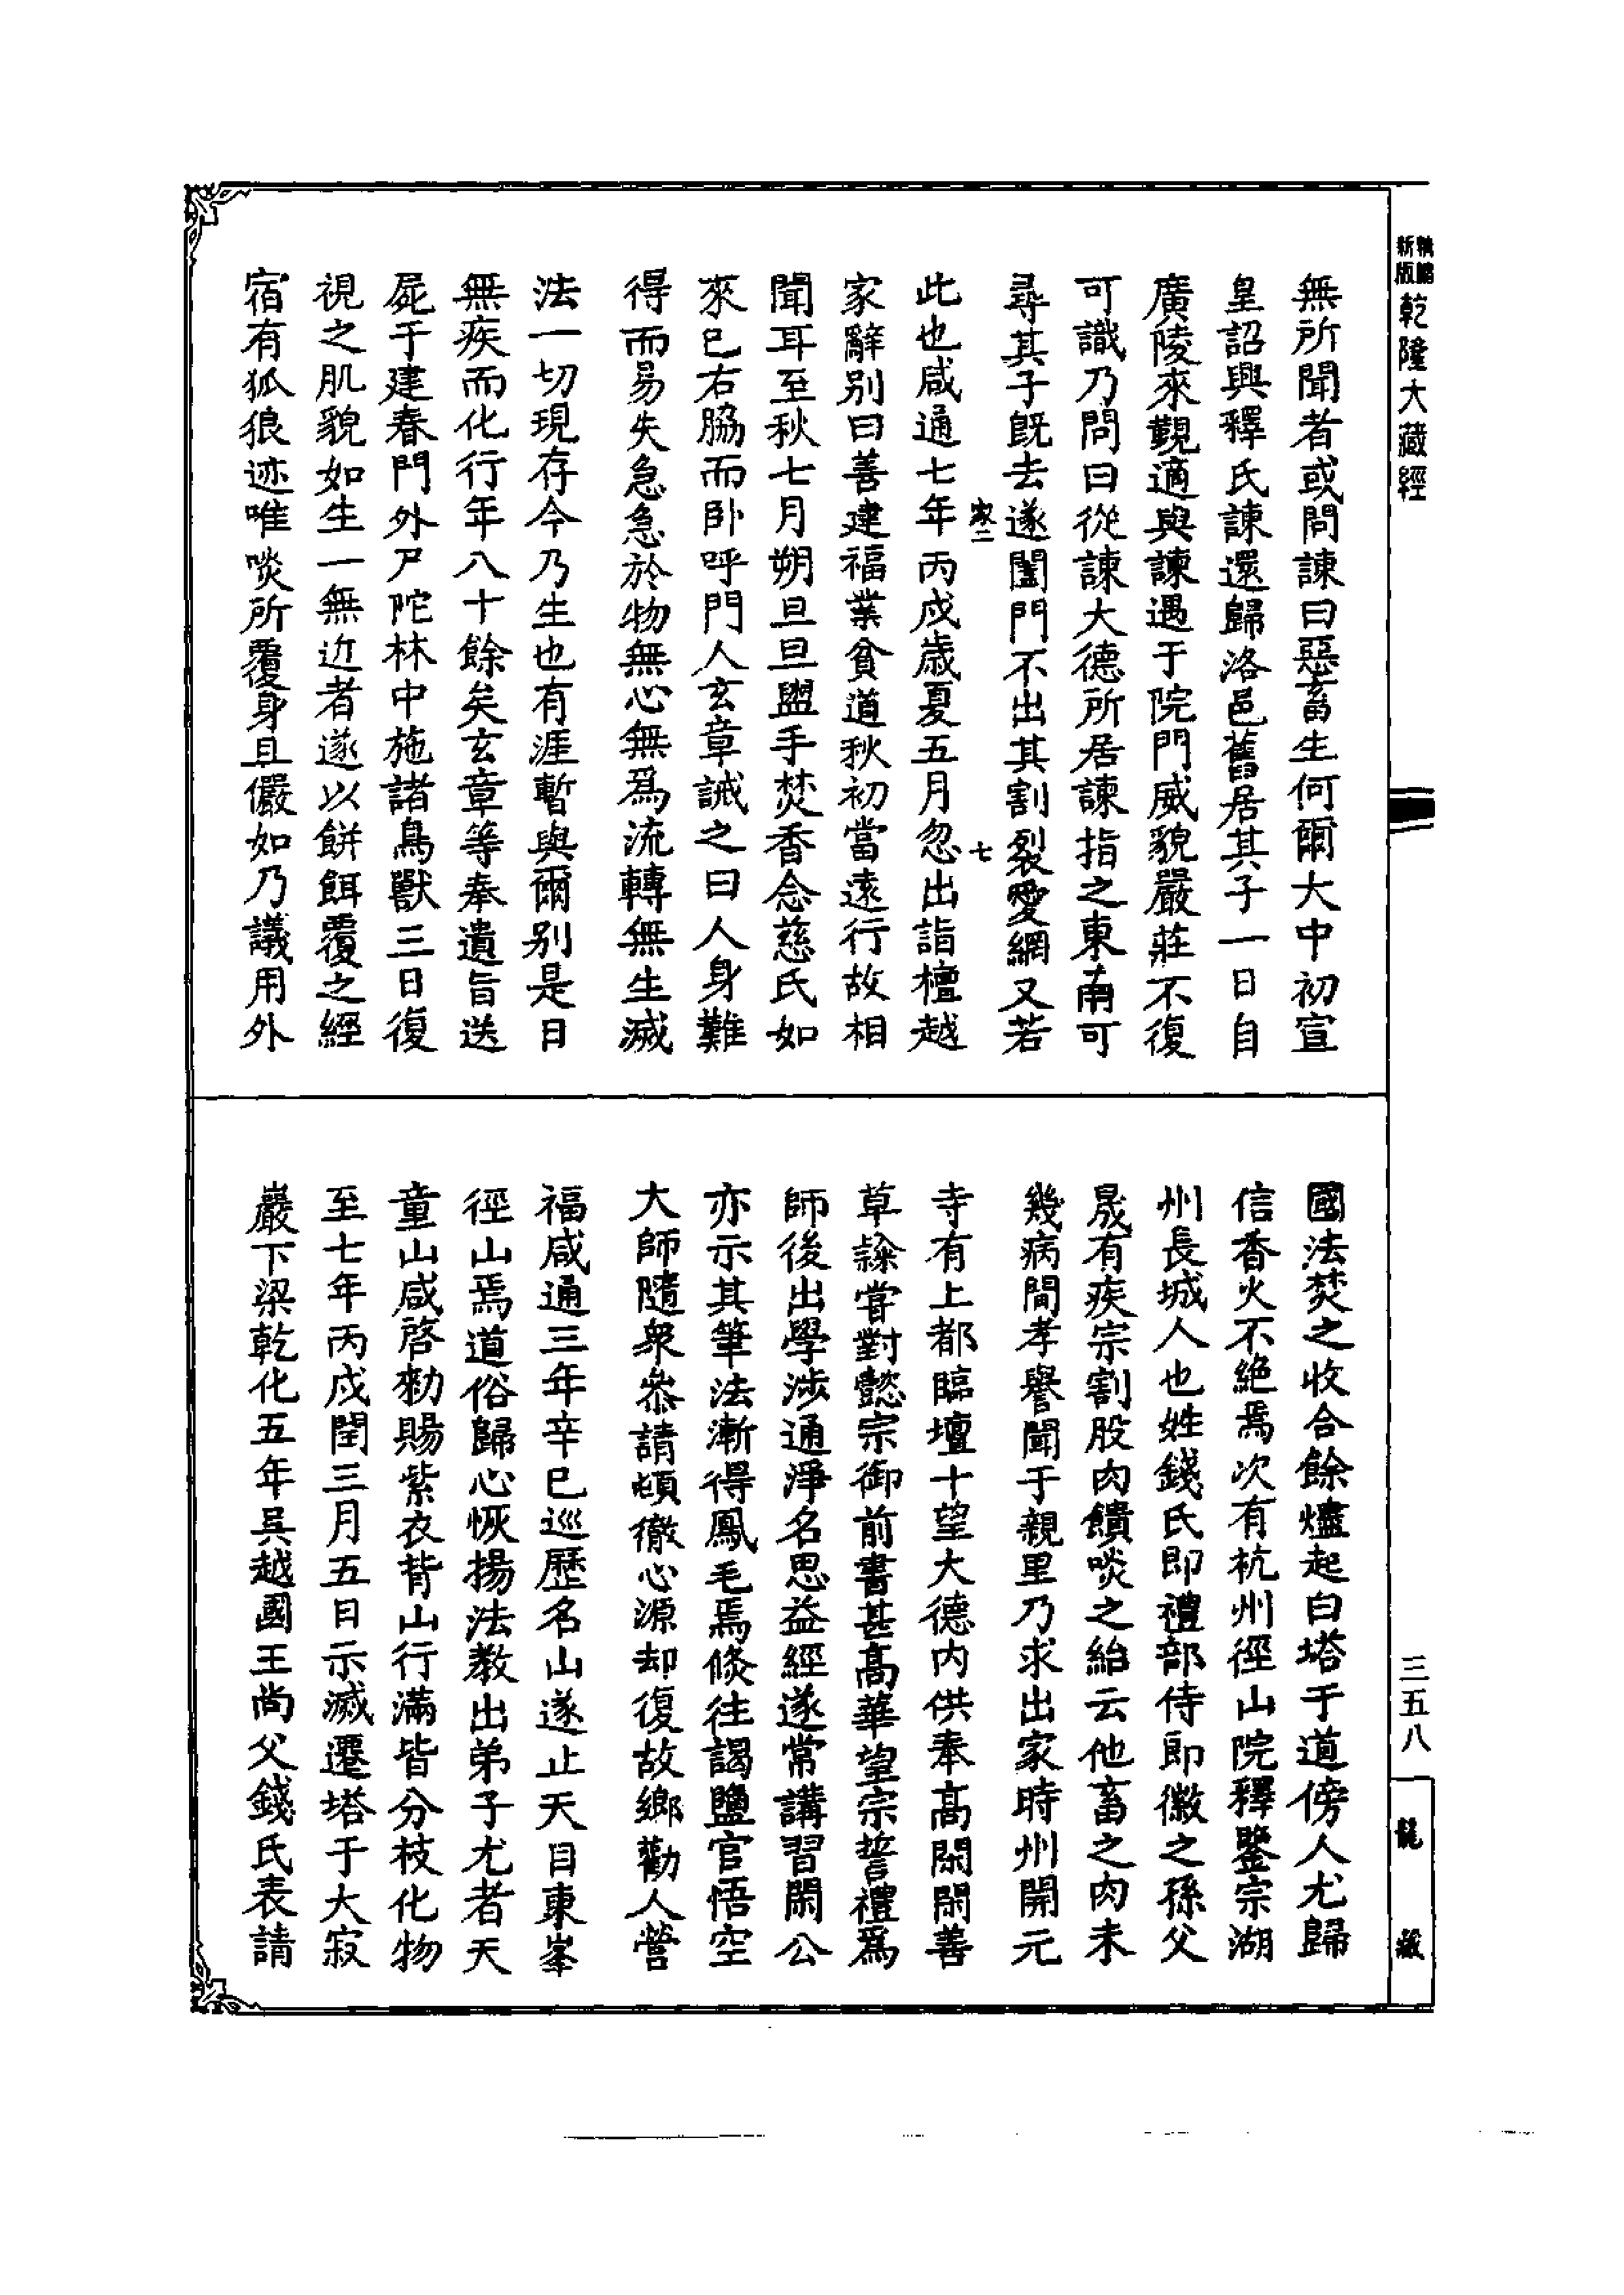 新版
精縮
乾隆大藏經
無所聞者或問諫曰惡畜生何爾大中初宣
皇詔興釋氏諫還歸洛邑舊居其子一日自
廣陵來覲適與諫遇于院門威貌嚴莊不復
可識乃問曰從諫大德所居諫指之東南可
尋其子旣去遂闔門不出其割裂愛網又若
家二
七
此也咸通七年丙戌歲夏五月忽出詣檀越
家辭別曰善建福業貧道秋初當遠行故相
聞耳至秋七月朔旦旦盥手焚香念慈氏如
來已右脇而臥呼門人玄章誡之曰人身難
得而易失急急於物無心無爲流轉無生滅
法一切現存今乃生也有涯暫與爾別是日
無疾而化行年八十餘矣玄章等奉遺旨送
屍于建春門外尸陀林中施諸鳥獸三日復
視之肌貌如生一無近者遂以餅餌覆之經
宿有狐狼迹唯啖所覆身且儼如乃議用外
國法焚之收合餘燼起白塔于道傍人尤歸
信香火不絕焉次有杭州徑山院釋鑒宗湖
州長城人也姓錢氏即禮部侍郎徽之孫父
晟有疾宗割股肉饋啖之紿云他畜之肉未
幾病間孝譽聞于親里乃求出家時州開元
寺有上都臨壇十望大德內供奉高閑閑善
草隸嘗對懿宗御前書甚高華望宗誓禮爲
師後出學涉通淨名思益經遂常講習閑公
亦示其筆法漸得鳳毛焉倏往謁鹽官悟空
大師隨衆叅請頓徹心源却復故鄉勸人營
福咸通三年辛巳巡歷名山遂止天目東峯
徑山焉道俗歸心恢揚法教出弟子尤者天
童山咸啓勑賜紫衣背山行滿皆分枝化物
至七年丙戌閏三月五日示滅遷塔于大寂
巖下梁乾化五年吳越國王尚父錢氏表請
三五八
龍藏